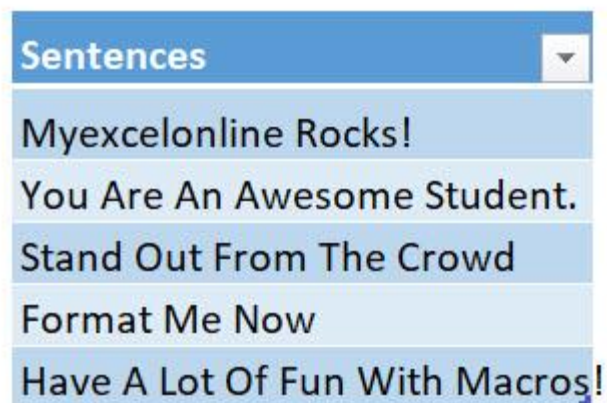 Sentences
Myexcelonline Rocks!
You Are An Awesome Student.
Stand Out From The Crowd
Format Me Now
Have A Lot Of Fun With Macros!